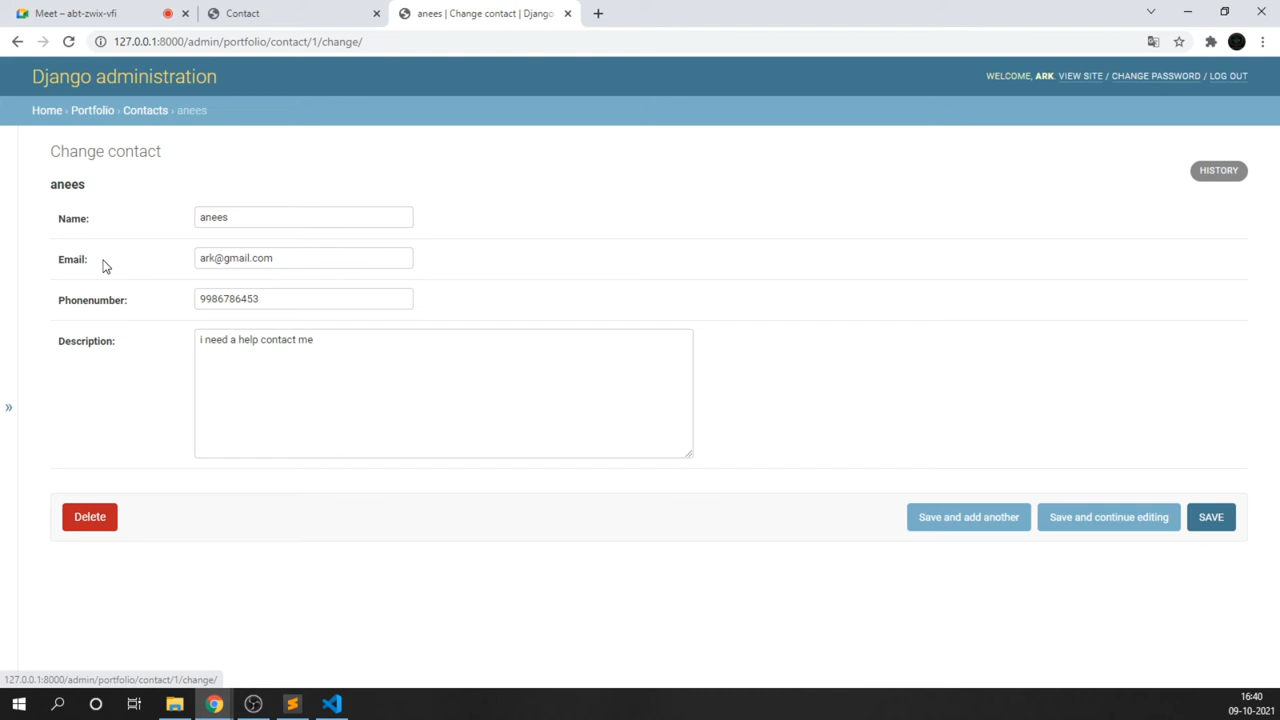 Meet – abt-zwix-vfi
Contact
anees | Change contact | Django
127.0.0.1:8000/admin/portfolio/contact/1/change/
Django administration
WELCOME, ARK. VIEW SITE / CHANGE PASSWORD / LOG OUT
Home › Portfolio › Contacts › anees
Change contact
HISTORY
anees
Name: anees
Email: ark@gmail.com
Phonenumber: 9986786453
Description: i need a help contact me
»
Delete
Save and add another
Save and continue editing
SAVE
127.0.0.1:8000/admin/portfolio/contact/1/change/
16:40
09-10-2021